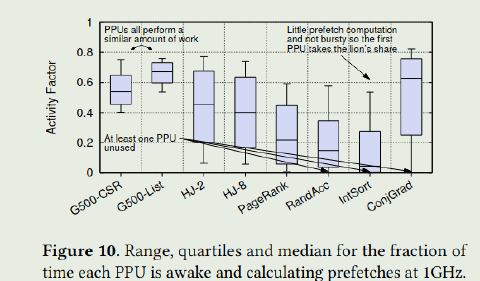 1
PPUs all perform a
similar amount of work
Little prefetch computation
and not bursty so the first
PPU takes the lion's share
0.8
0.6
0.4
0.2
0
Activity Factor
At least one PPU
unused
G500-CSR
G500-List
HJ-2
HJ-8
PageRank
RandAcc
IntSort
ConjGrad
Figure 10. Range, quartiles and median for the fraction of
time each PPU is awake and calculating prefetches at 1GHz.